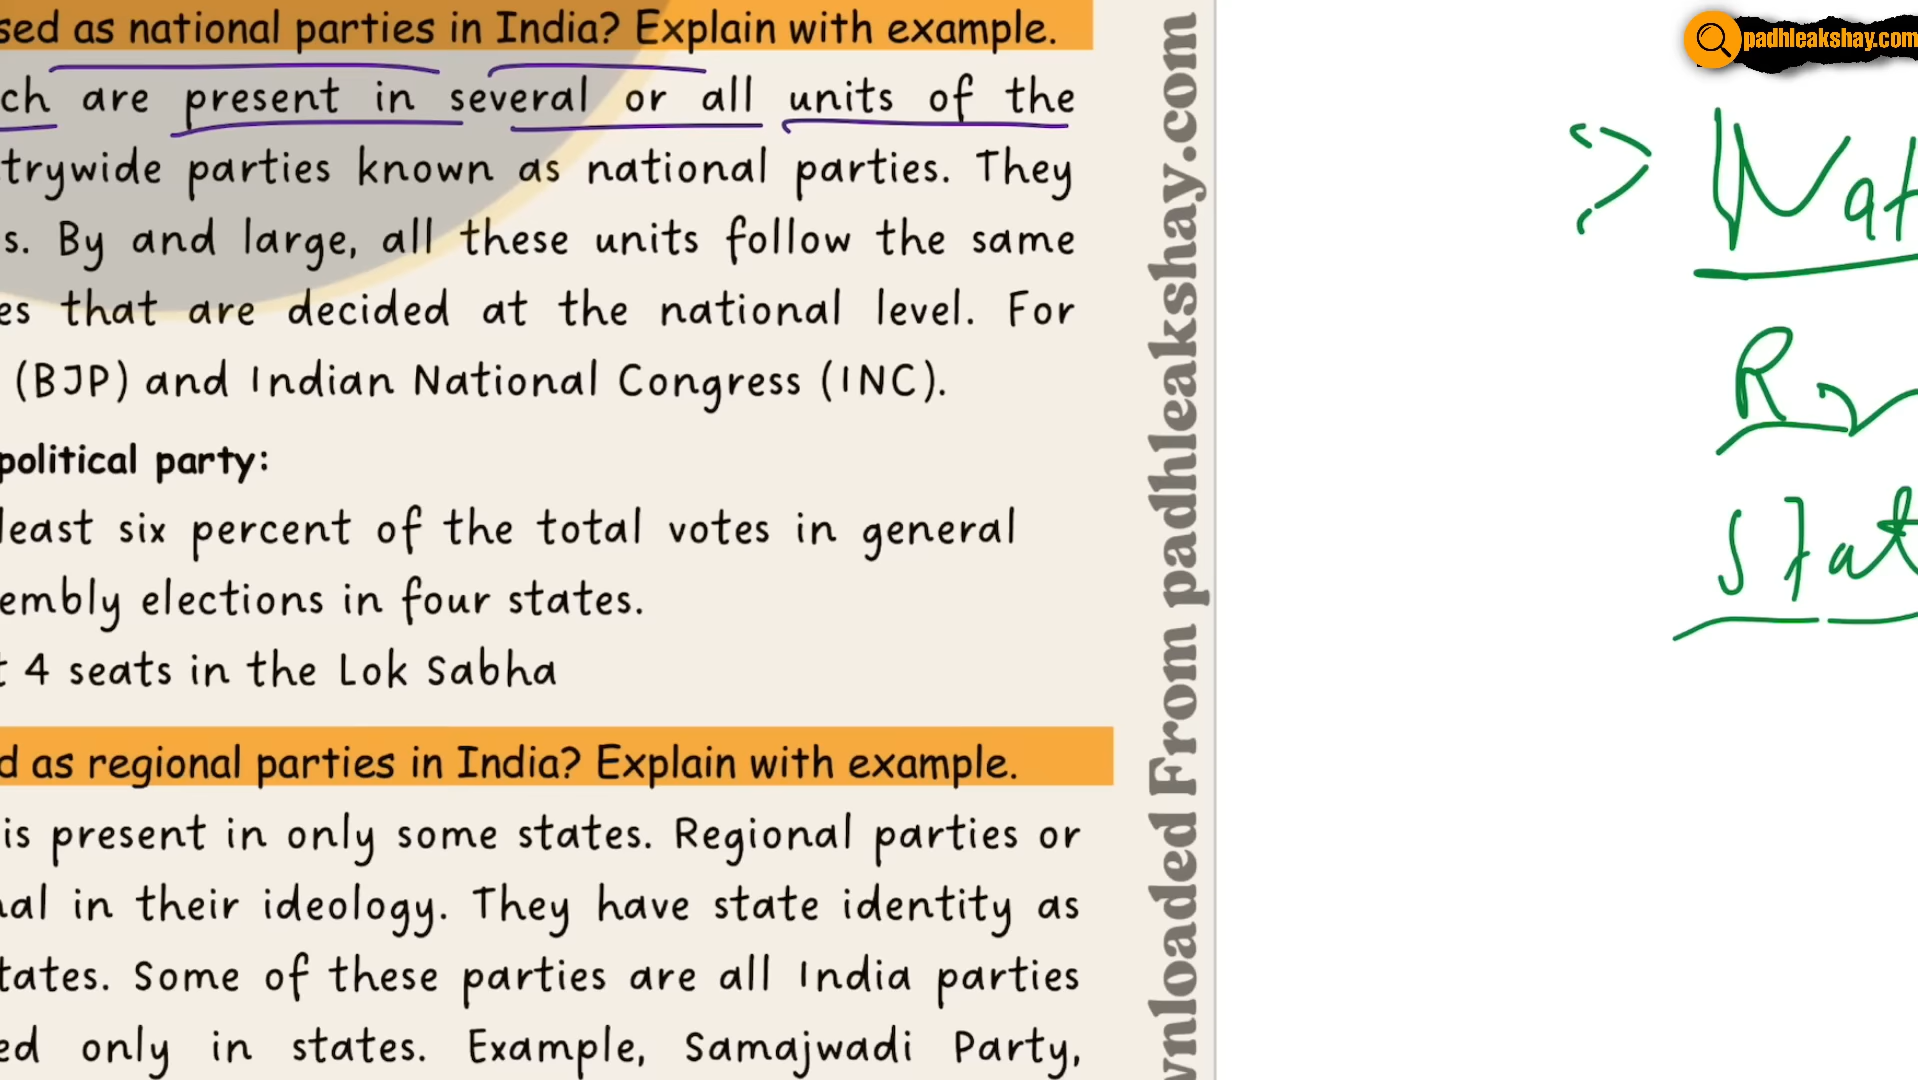 sed as national parties in India? Explain with example.
ch are present in several or all units of the
trywide parties known as national parties. They
s. By and large, all these units follow the same
es that are decided at the national level. For
(BJP) and Indian National Congress (INC).
political party:
least six percent of the total votes in general
embly elections in four states.
t 4 seats in the Lok Sabha
d as regional parties in India? Explain with example.
is present in only some states. Regional parties or
nal in their ideology. They have state identity as
tates. Some of these parties are all India parties
ed only in states. Example, Samajwadi Party,
wnloaded From padhleakshay.com
padhleakshay.com
Nat
R
Stat